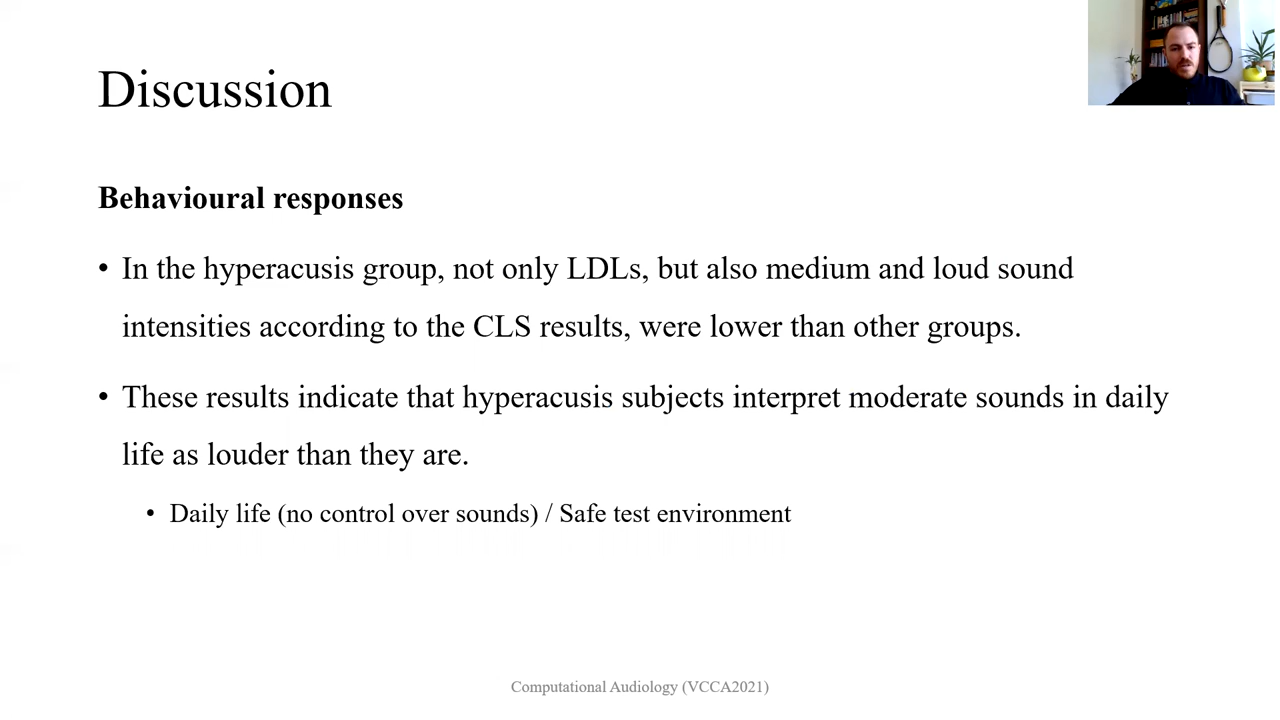 Discussion
Behavioural responses
• In the hyperacusis group, not only LDLs, but also medium and loud sound
intensities according to the CLS results, were lower than other groups.
• These results indicate that hyperacusis subjects interpret moderate sounds in daily
life as louder than they are.
• Daily life (no control over sounds) / Safe test environment
Computational Audiology (VCCA2021)